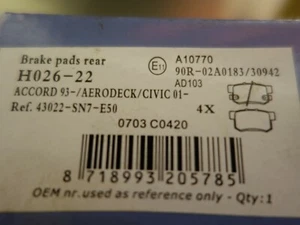 Brake pads rear
H026-22
E11
A10770
90R-02A0183/30942
AD103
ACCORD 93-/AERODECK/CIVIC 01-
Ref. 43022-SN7-E50
4X
0703 C0420
8 718993 205785
OEM nr.used as reference only - Qty:1